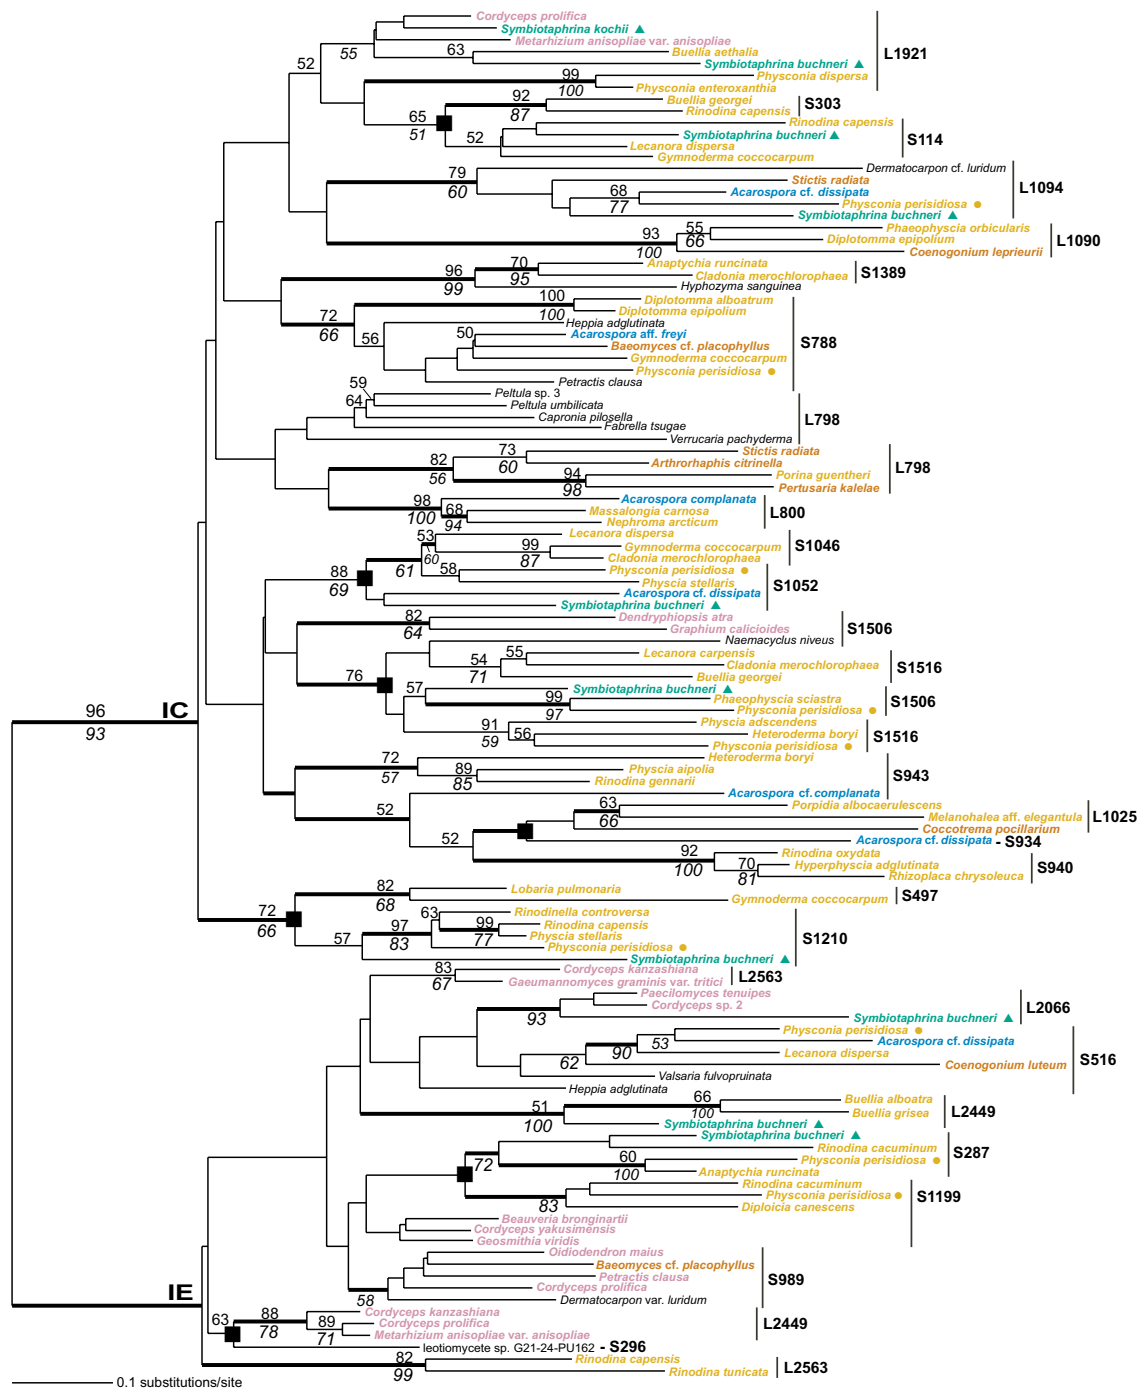 Cordyceps prolifica
Symbiotaphrina kochii ▲
55
Metarhizium anisopliae var. anisopliae
63
Buellia aethalia
L1921
52
Symbiotaphrina buchneri ▲
99
Physconia dispersa
100
Physconia enteroxanthia
92
Buellia georgei
S303
65
87
Rinodina capensis
51
Rinodina capensis
52
Symbiotaphrina buchneri ▲
S114
Lecanora dispersa
Gymnoderma coccocarpum
79
Dermatocarpon cf. luridum
60
Stictis radiata
L1094
68
Acarospora cf. dissipata
77
Physconia perisidiosa ●
Symbiotaphrina buchneri ▲
93
55
Phaeophyscia orbicularis
66
Diplotomma epipolium
L1090
100
Coenogonium leprieurii
96
70
Anaptychia runcinata
S1389
99
95
Cladonia merochlorophaea
Hyphozyma sanguinea
100
Diplotomma alboatrum
72
100
Diplotomma epipolium
66
56
Heppia adglutinata
50
Acarospora aff. freyi
S788
Baeomyces cf. placophyllus
Gymnoderma coccocarpum
Physconia perisidiosa ●
Petractis clausa
59
Peltula sp. 3
64
Peltula umbilicata
Capronia pilosella
L798
Fabrella tsugae
Verrucaria pachyderma
73
Stictis radiata
82
60
Arthrorhaphis citrinella
L798
56
94
Porina guentheri
98
Pertusaria kalelae
98
Acarospora complanata
100
68
Massalongia carnosa
L800
94
Nephroma arcticum
53
Lecanora dispersa
60
99
Gymnoderma coccocarpum
S1046
87
Cladonia merochlorophaea
88
61
58
Physconia perisidiosa ●
69
Physcia stellaris
S1052
Acarospora cf. dissipata
Symbiotaphrina buchneri ▲
82
Dendryphiopsis atra
64
Graphium calicioides
S1506
Naemacyclus niveus
76
54
55
Lecanora carpensis
71
Cladonia merochlorophaea
S1516
Buellia georgei
57
Symbiotaphrina buchneri ▲
99
Phaeophyscia sciastra
S1506
97
Physconia perisidiosa ●
96
IC
91
Physcia adscendens
93
59
56
Heteroderma boryi
S1516
Physconia perisidiosa ●
72
Heteroderma boryi
57
89
Physcia aipolia
S943
85
Rinodina gennarii
52
Acarospora cf. complanata
63
Porpidia albocaerulescens
66
Melanohalea aff. elegantula
L1025
52
Coccotrema pocillarium
Acarospora cf. dissipata - S934
92
Rinodina oxydata
100
70
Hyperphyscia adglutinata
S940
81
Rhizoplaca chrysoleuca
82
Lobaria pulmonaria
S497
72
68
Gymnoderma coccocarpum
66
63
Rinodinella controversa
57
97
99
Rinodina capensis
83
77
Physcia stellaris
S1210
Physconia perisidiosa ●
Symbiotaphrina buchneri ▲
83
Cordyceps kanzashiana
L2563
67
Gaeumannomyces graminis var. tritici
Paecilomyces tenuipes
93
Cordyceps sp. 2
L2066
Symbiotaphrina buchneri ▲
Physconia perisidiosa ●
90
53
Acarospora cf. dissipata
62
Lecanora dispersa
S516
Coenogonium luteum
Valsaria fulvopruinata
Heppia adglutinata
51
66
Buellia alboatra
100
100
Buellia grisea
L2449
Symbiotaphrina buchneri ▲
Symbiotaphrina buchneri ▲
72
Rinodina cacuminum
S287
60
Physconia perisidiosa ●
100
Anaptychia runcinata
Rinodina cacuminum
83
Physconia perisidiosa ●
S1199
Diploicia canescens
Beauveria bronginartii
Cordyceps yakusimensis
Geosmithia viridis
Oidiodendron maius
Baeomyces cf. placophyllus
Petractis clausa
S989
IE
Cordyceps prolifica
58
Dermatocarpon var. luridum
63
88
Cordyceps kanzashiana
78
89
Cordyceps prolifica
L2449
71
Metarhizium anisopliae var. anisopliae
leotiomycete sp. G21-24-PU162 - S296
82
Rinodina capensis
L2563
99
Rinodina tunicata
0.1 substitutions/site